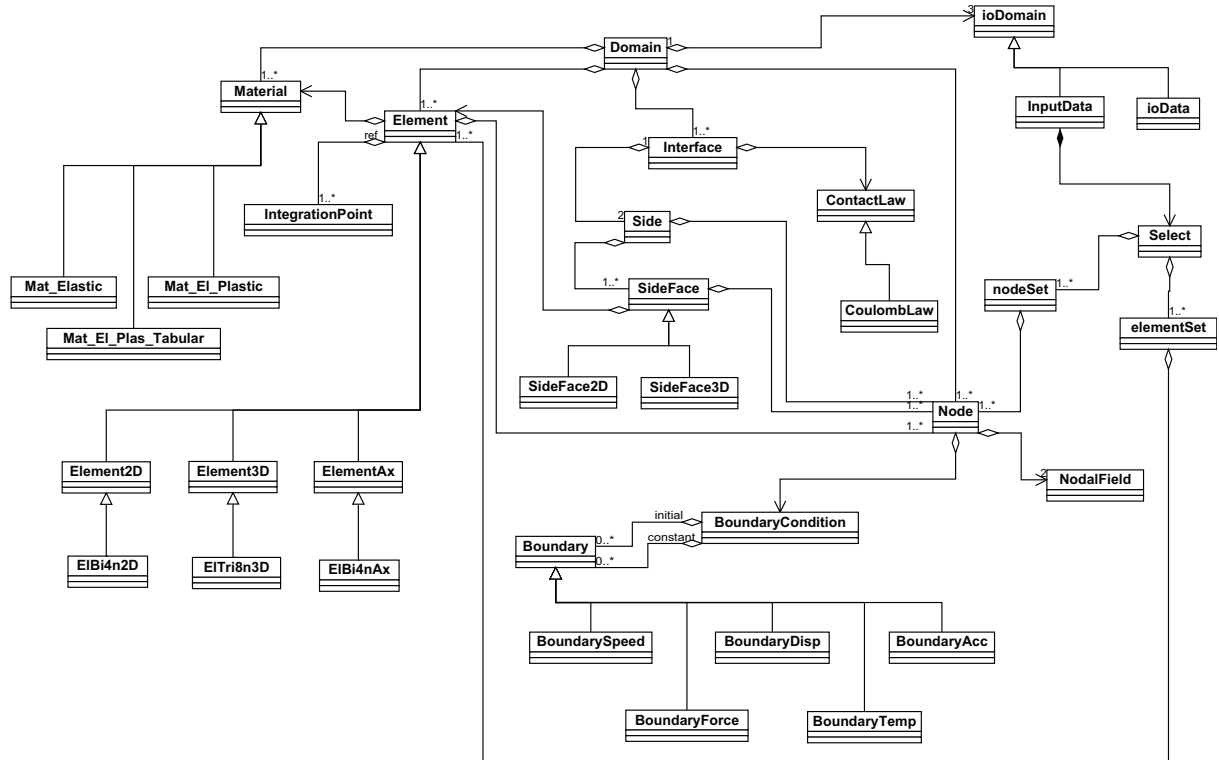 3
ioDomain
Domain
1
1..*
Material
1..*
Element
1..*
ref
1..*
IntegrationPoint
1..*
1
Interface
InputData
ioData
ContactLaw
2
Side
Select
1..*
SideFace
nodeSet
1..*
1..*
elementSet
CoulombLaw
Mat_Elastic
Mat_El_Plastic
Mat_El_Plas_Tabular
SideFace2D
SideFace3D
1..*
1..*
1..*
1..*
Node
1..*
Element2D
Element3D
ElementAx
2
NodalField
initial
BoundaryCondition
constant
0..*
Boundary
0..*
ElBi4n2D
ElTri8n3D
ElBi4nAx
BoundarySpeed
BoundaryDisp
BoundaryAcc
BoundaryForce
BoundaryTemp